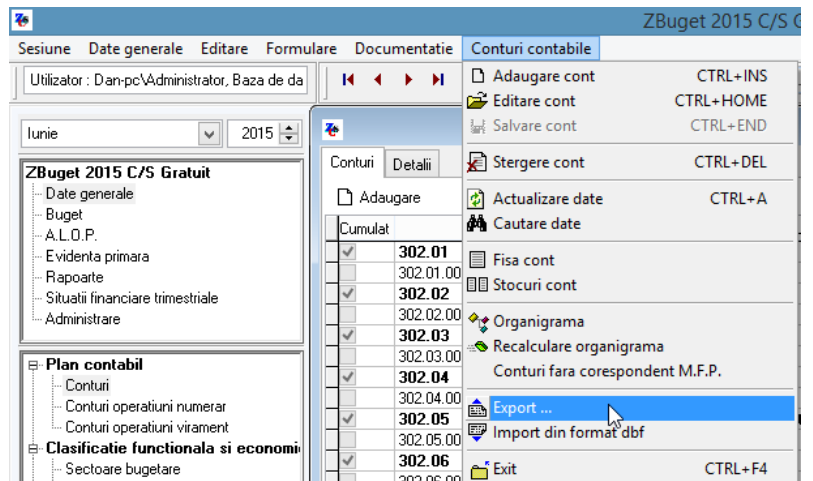 ZBuget 2015 C/S G
Sesiune Date generale Editare Formulare Documentatie Conturi contabile
Utilizator : Dan-pc\Administrator, Baza de da
Iunie 2015
ZBuget 2015 C/S Gratuit
Date generale
Buget
A.L.O.P.
Evidenta primara
Rapoarte
Situatii financiare trimestriale
Administrare
Plan contabil
Conturi
Conturi operatiuni numerar
Conturi operatiuni virament
Clasificatie functionala si economi
Sectoare bugetare
Conturi Detalii
Adaugare
Cumulat
302.01
302.01.00
302.02
302.02.00
302.03
302.03.00
302.04
302.04.00
302.05
302.05.00
302.06
Adaugare cont CTRL+INS
Editare cont CTRL+HOME
Salvare cont CTRL+END
Stergere cont CTRL+DEL
Actualizare date CTRL+A
Cautare date
Fisa cont
Stocuri cont
Organigrama
Recalculare organigrama
Conturi fara corespondent M.F.P.
Export ...
Import din format dbf
Exit CTRL+F4